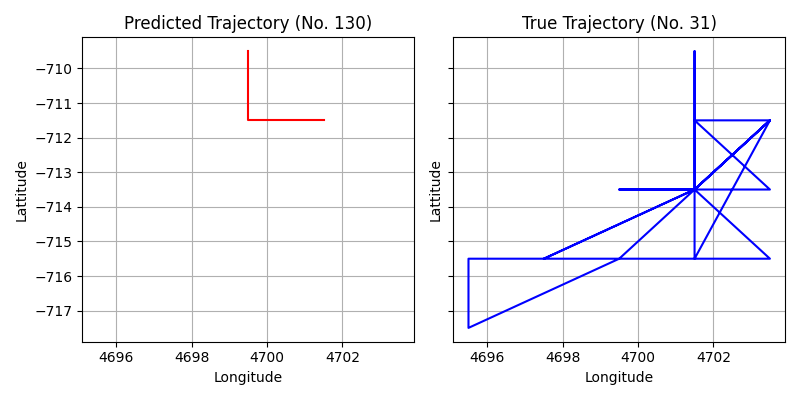 Predicted Trajectory (No. 130)
True Trajectory (No. 31)
Lattitude
−710
−711
−712
−713
−714
−715
−716
−717
4696
4698
4700
4702
Longitude
Lattitude
4696
4698
4700
4702
Longitude